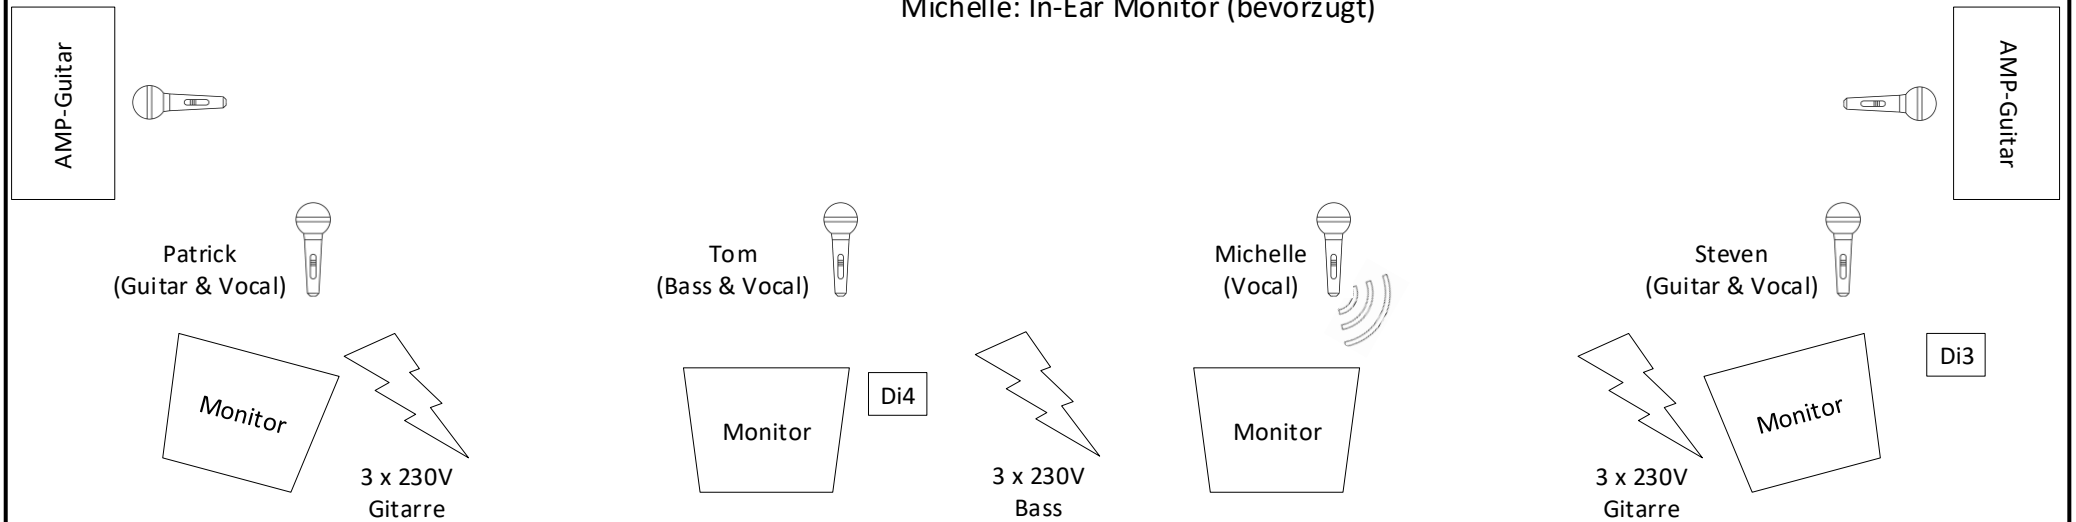 Michelle: In-Ear Monitor (bevorzugt)
AMP-Guitar
AMP-Guitar
Patrick
(Guitar & Vocal)
Tom
(Bass & Vocal)
Michelle
(Vocal)
Steven
(Guitar & Vocal)
Monitor
3 x 230V
Gitarre
Monitor
Di4
3 x 230V
Bass
Monitor
3 x 230V
Gitarre
Monitor
Di3